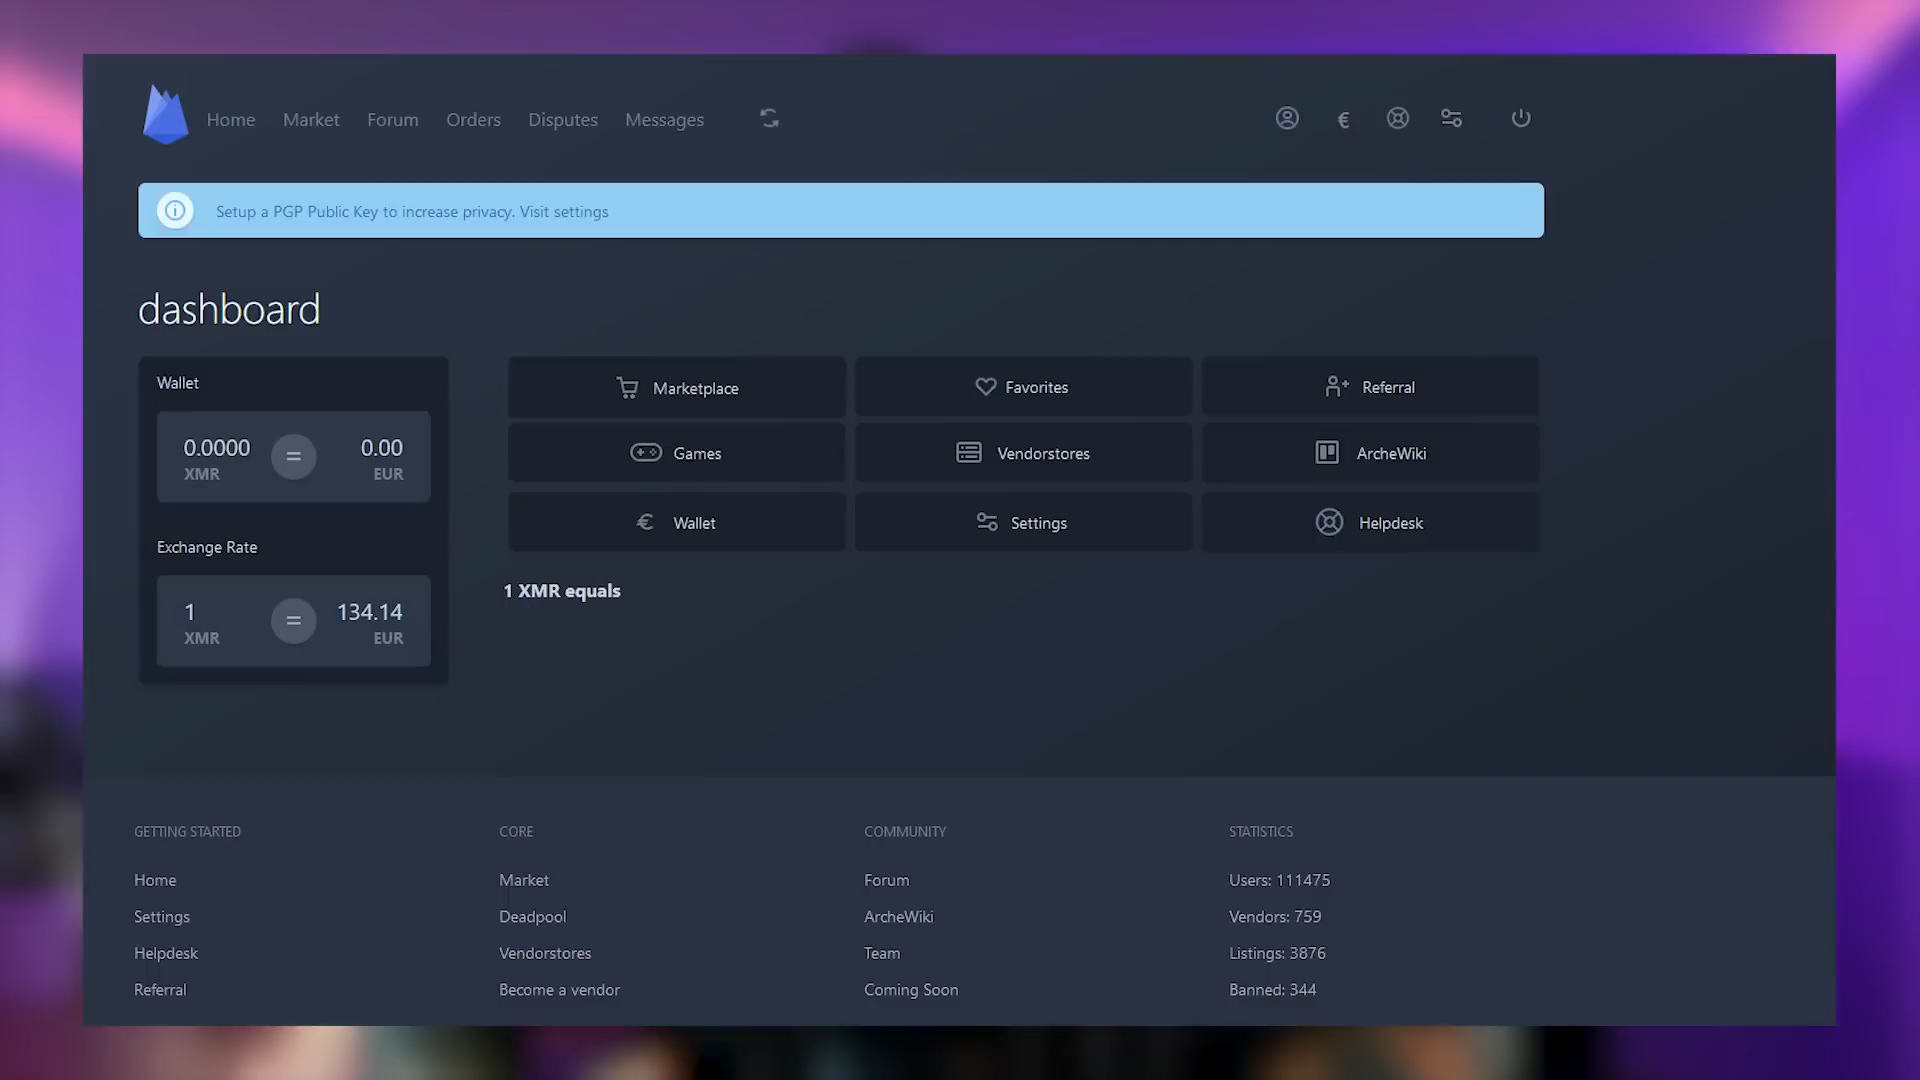 Home Market Forum Orders Disputes Messages €
Setup a PGP Public Key to increase privacy. Visit settings
dashboard
Wallet
0.0000 = 0.00
XMR EUR
Exchange Rate
1 = 134.14
XMR EUR
Marketplace Favorites Referral
Games Vendorstores ArcheWiki
€ Wallet Settings Helpdesk
1 XMR equals
GETTING STARTED
Home
Settings
Helpdesk
Referral
CORE
Market
Deadpool
Vendorstores
Become a vendor
COMMUNITY
Forum
ArcheWiki
Team
Coming Soon
STATISTICS
Users: 111475
Vendors: 759
Listings: 3876
Banned: 344